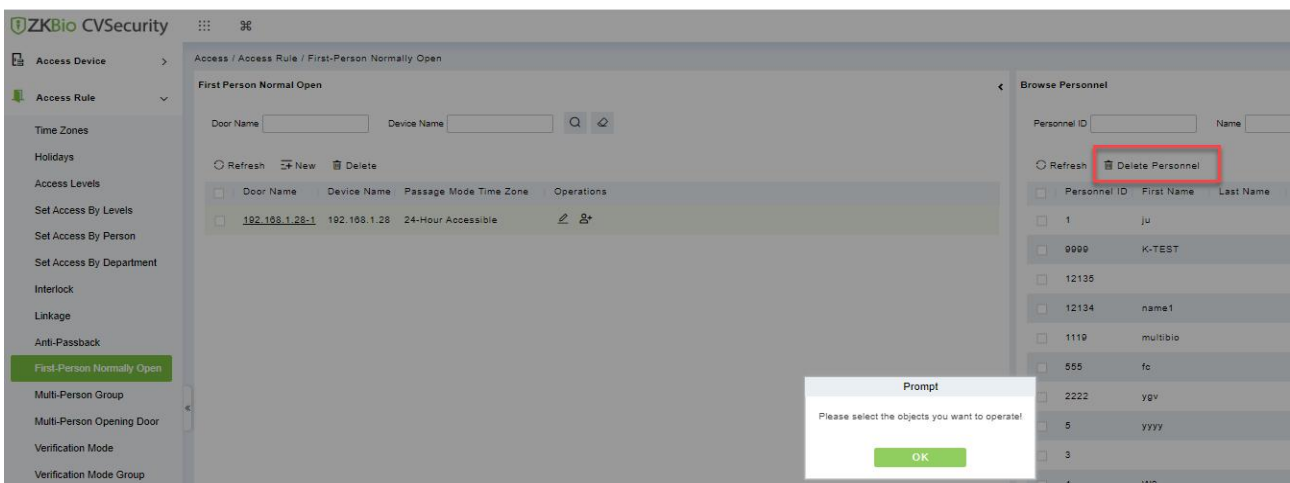 ZKBio CVSecurity
Access Device
Access Rule
Time Zones
Holidays
Access Levels
Set Access By Levels
Set Access By Person
Set Access By Department
Interlock
Linkage
Anti-Passback
First-Person Normally Open
Multi-Person Group
Multi-Person Opening Door
Verification Mode
Verification Mode Group
Access / Access Rule / First-Person Normally Open
First Person Normal Open
Door Name
Device Name
Refresh New Delete
Door Name Device Name Passage Mode Time Zone Operations
192.168.1.28-1 192.168.1.28 24-Hour Accessible
Browse Personnel
Personnel ID Name
Refresh Delete Personnel
Personnel ID First Name Last Name
1 ju
9999 K-TEST
12135
12134 name1
1119 multibio
555 fc
2222 ygv
5 yyyy
3
Prompt
Please select the objects you want to operate!
OK